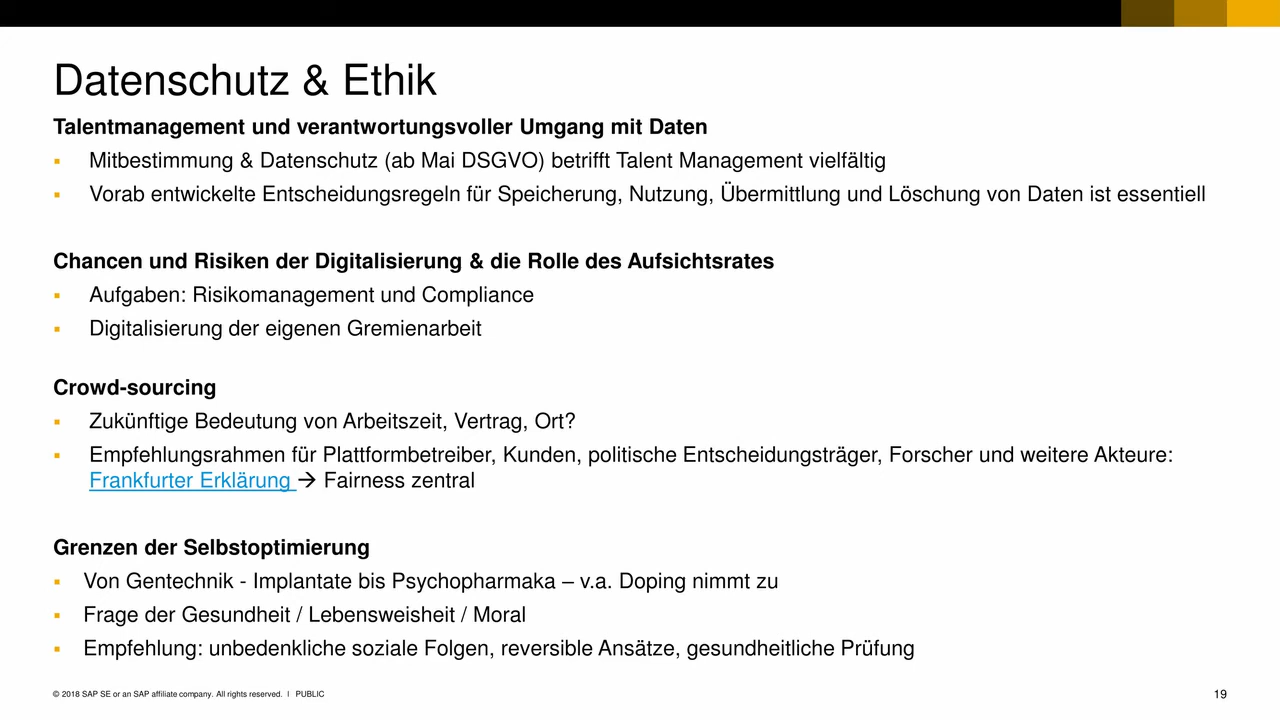 Datenschutz & Ethik
Talentmanagement und verantwortungsvoller Umgang mit Daten
▪ Mitbestimmung & Datenschutz (ab Mai DSGVO) betrifft Talent Management vielfältig
▪ Vorab entwickelte Entscheidungsregeln für Speicherung, Nutzung, Übermittlung und Löschung von Daten ist essentiell
Chancen und Risiken der Digitalisierung & die Rolle des Aufsichtsrates
▪ Aufgaben: Risikomanagement und Compliance
▪ Digitalisierung der eigenen Gremienarbeit
Crowd-sourcing
▪ Zukünftige Bedeutung von Arbeitszeit, Vertrag, Ort?
▪ Empfehlungsrahmen für Plattformbetreiber, Kunden, politische Entscheidungsträger, Forscher und weitere Akteure:
Frankfurter Erklärung → Fairness zentral
Grenzen der Selbstoptimierung
▪ Von Gentechnik - Implantate bis Psychopharmaka – v.a. Doping nimmt zu
▪ Frage der Gesundheit / Lebensweisheit / Moral
▪ Empfehlung: unbedenkliche soziale Folgen, reversible Ansätze, gesundheitliche Prüfung
© 2018 SAP SE or an SAP affiliate company. All rights reserved. | PUBLIC
19